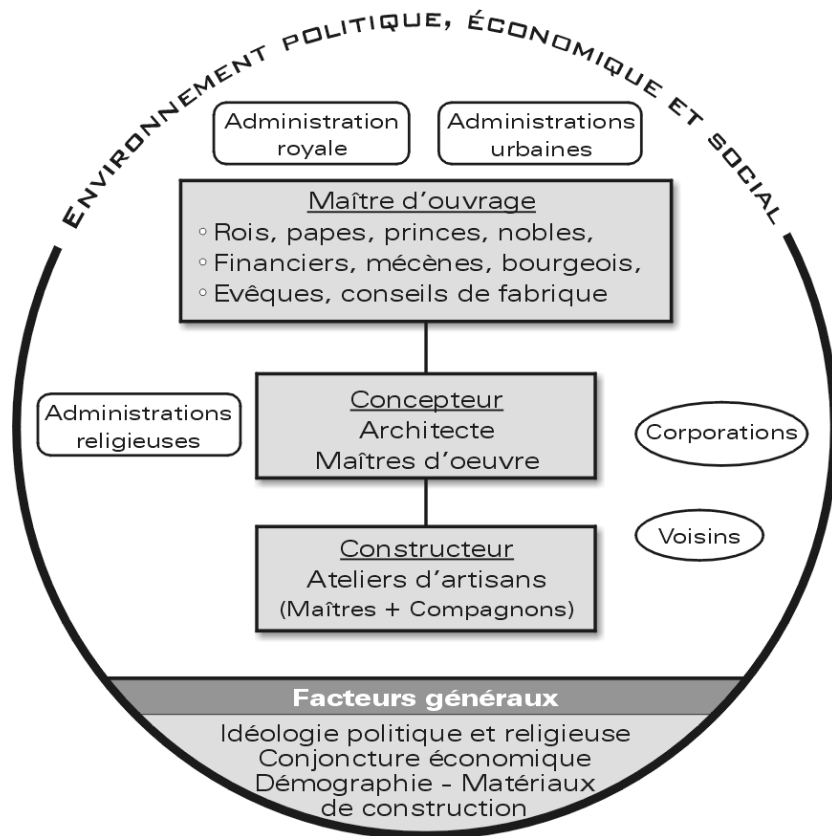 ENVIRONNEMENT POLITIQUE, ÉCONOMIQUE ET SOCIAL
Administration
royale
Administrations
urbaines
Maître d'ouvrage
◦ Rois, papes, princes, nobles,
◦ Financiers, mécènes, bourgeois,
◦ Evêques, conseils de fabrique
Administrations
religieuses
Concepteur
Architecte
Maîtres d'oeuvre
Corporations
Constructeur
Ateliers d'artisans
(Maîtres + Compagnons)
Voisins
Facteurs généraux
Idéologie politique et religieuse
Conjoncture économique
Démographie - Matériaux
de construction